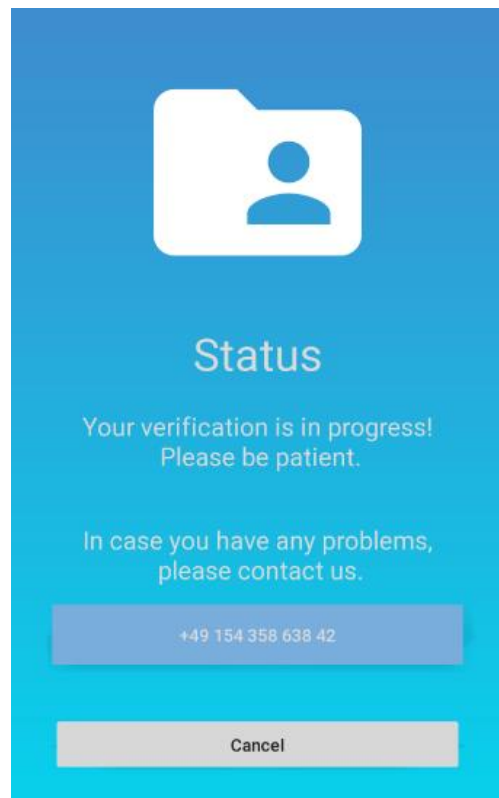 Status
Your verification is in progress!
Please be patient.
In case you have any problems,
please contact us.
+49 154 358 638 42
Cancel